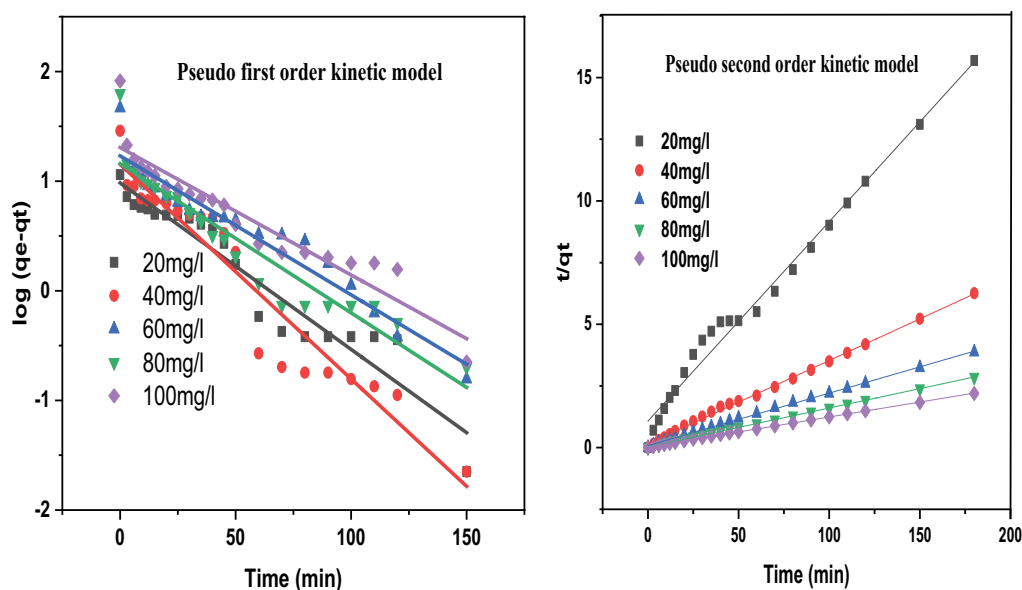 Pseudo first order kinetic model
2
1
0
-1
-2
log (qe-qt)
20mg/l
40mg/l
60mg/l
80mg/l
100mg/l
0
50
100
150
Time (min)
Pseudo second order kinetic model
15
10
5
0
t/qt
20mg/l
40mg/l
60mg/l
80mg/l
100mg/l
0
50
100
150
200
Time (min)